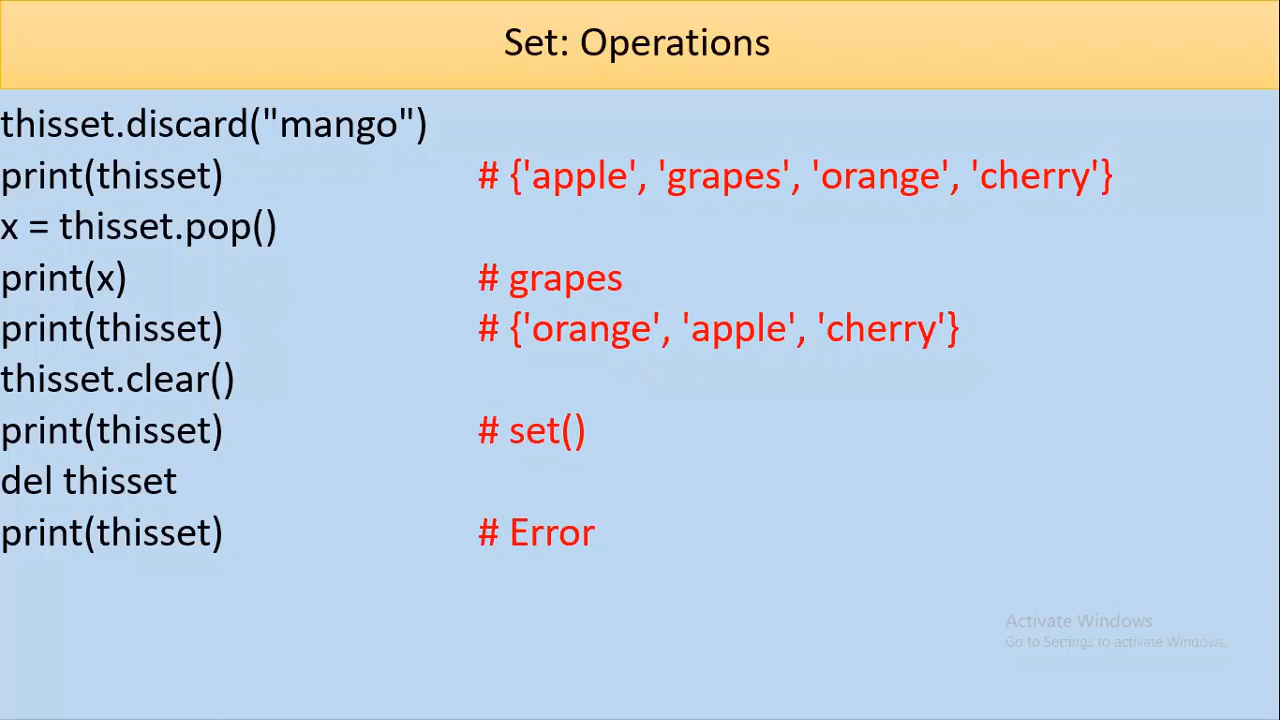 Set: Operations
thisset.discard("mango")
print(thisset) # {'apple', 'grapes', 'orange', 'cherry'}
x = thisset.pop()
print(x) # grapes
print(thisset) # {'orange', 'apple', 'cherry'}
thisset.clear()
print(thisset) # set()
del thisset
print(thisset) # Error
Activate Windows
Go to Settings to activate Windows.